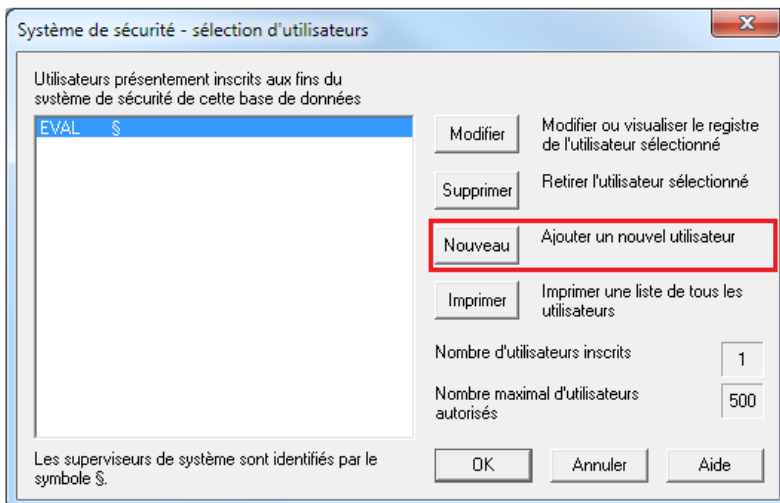 Système de sécurité - sélection d'utilisateurs
Utilisateurs présentement inscrits aux fins du
système de sécurité de cette base de données
EVAL §
Modifier
Modifier ou visualiser le registre
de l'utilisateur sélectionné
Supprimer
Retirer l'utilisateur sélectionné
Nouveau
Ajouter un nouvel utilisateur
Imprimer
Imprimer une liste de tous les
utilisateurs
Nombre d'utilisateurs inscrits
1
Nombre maximal d'utilisateurs
autorisés
500
Les superviseurs de système sont identifiés par le
symbole §.
OK
Annuler
Aide